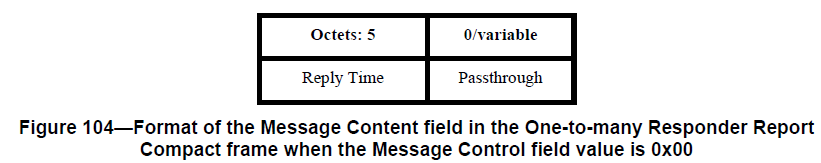 Octets: 5 0/variable
Reply Time Passthrough
Figure 104—Format of the Message Content field in the One-to-many Responder Report
Compact frame when the Message Control field value is 0x00